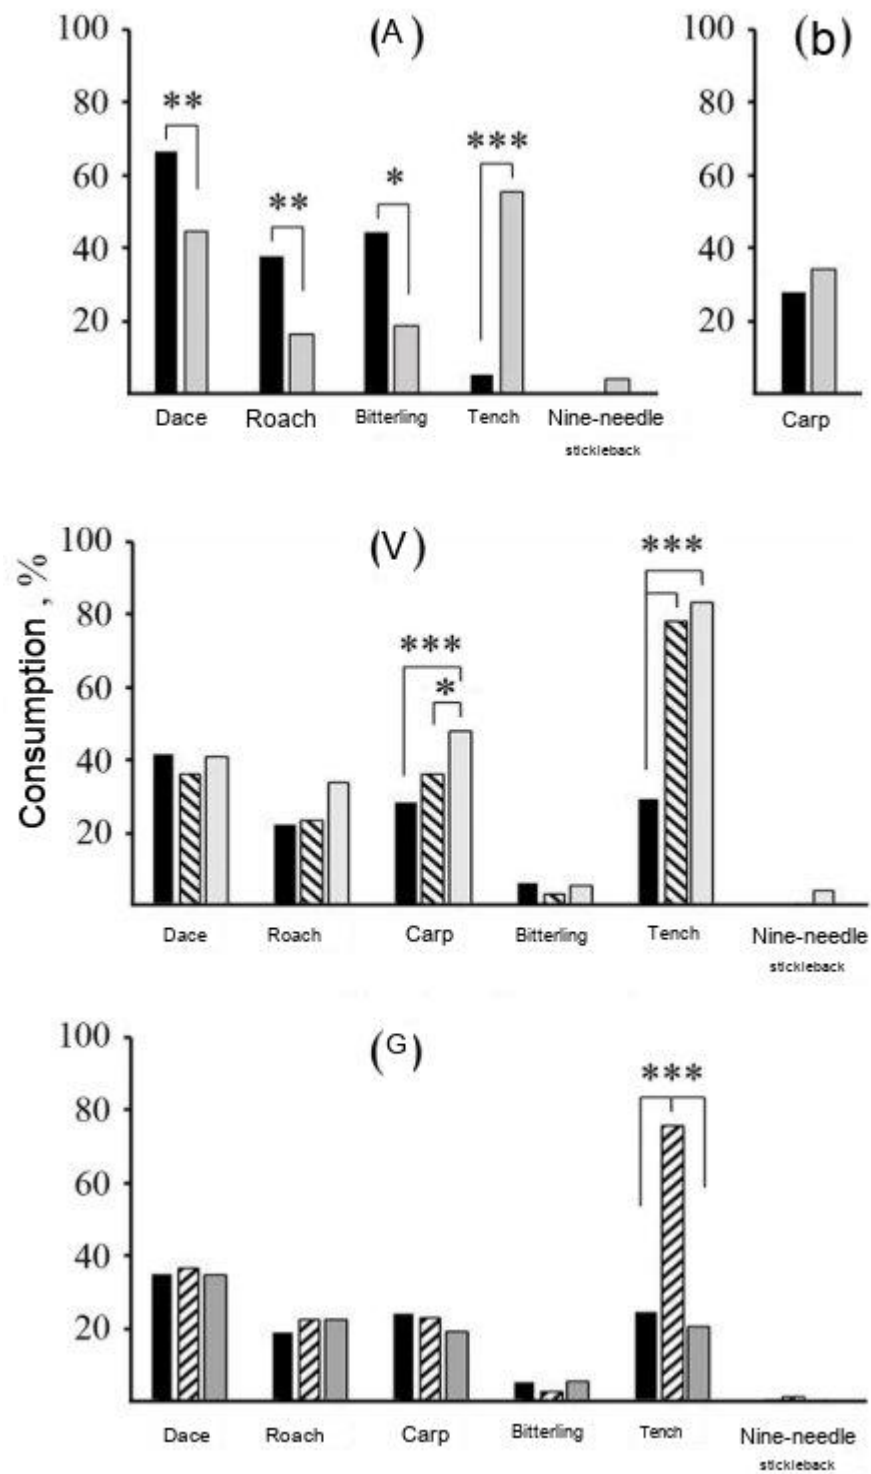 100 (A) 100 (b)
80 ** 80
*** 
60 * 60
**
40 40
20 20
Dace Roach Bitterling Tench Nine-needle Carp
stickleback
Consumption , %
100 (V) ***
80
*** 
60 *
40
20
Dace Roach Carp Bitterling Tench Nine-needle
stickleback
100 (G) ***
80
60
40
20
Dace Roach Carp Bitterling Tench Nine-needle
stickleback